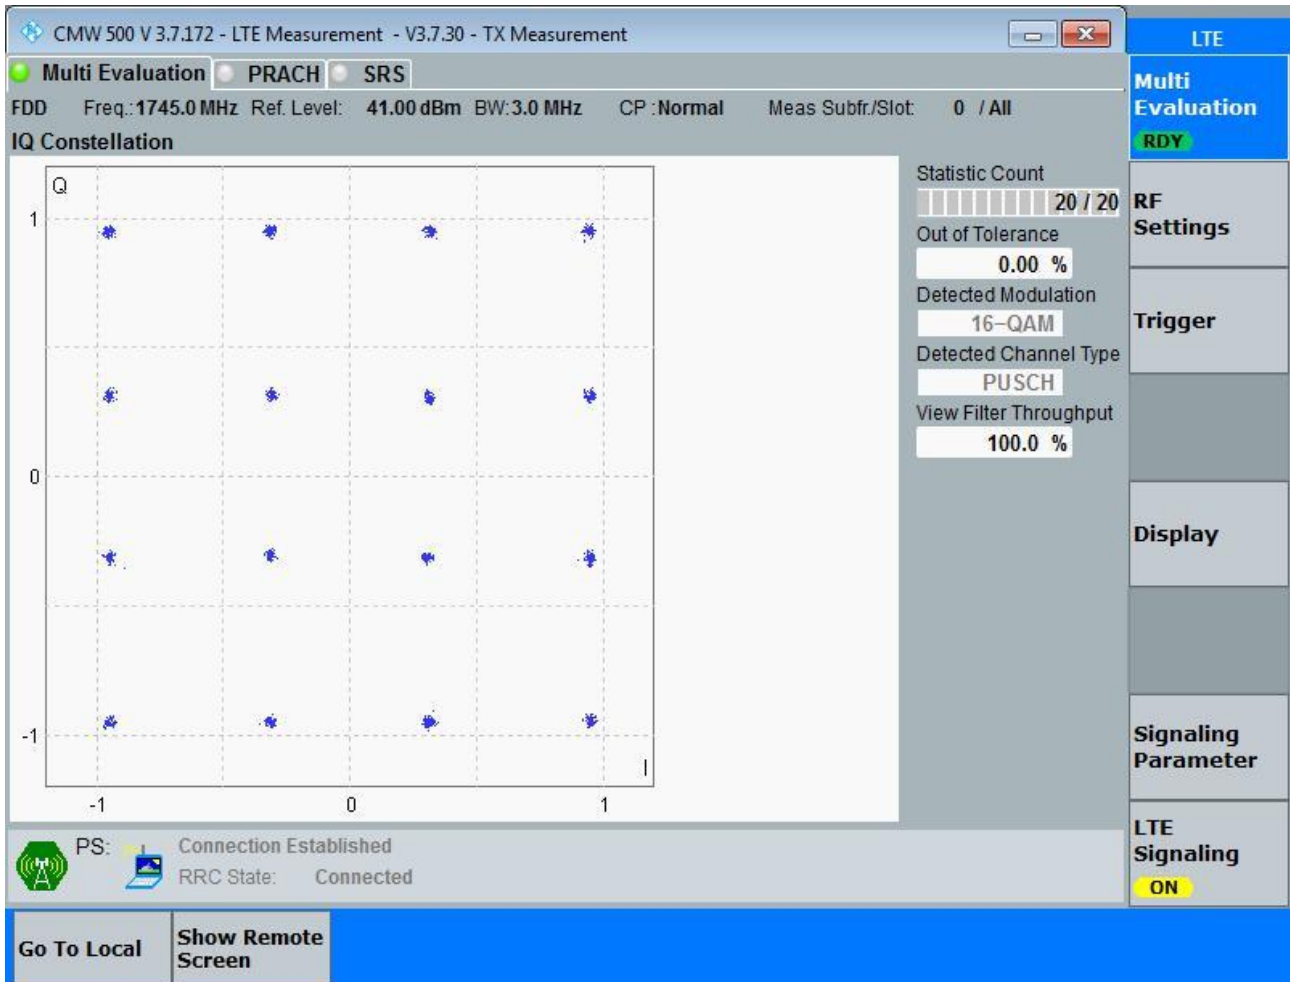 CMW 500 V 3.7.172 - LTE Measurement - V3.7.30 - TX Measurement
LTE
Multi Evaluation PRACH SRS
FDD Freq.:1745.0 MHz Ref. Level: 41.00 dBm BW:3.0 MHz CP :Normal Meas Subfr./Slot: 0 / All
IQ Constellation
Q
1
0
-1
I
-1 0 1
Statistic Count
20 / 20
Out of Tolerance
0.00 %
Detected Modulation
16-QAM
Detected Channel Type
PUSCH
View Filter Throughput
100.0 %
Multi
Evaluation
RDY
RF
Settings
Trigger
Display
Signaling
Parameter
LTE
Signaling
ON
PS: Connection Established
RRC State: Connected
Go To Local
Show Remote
Screen